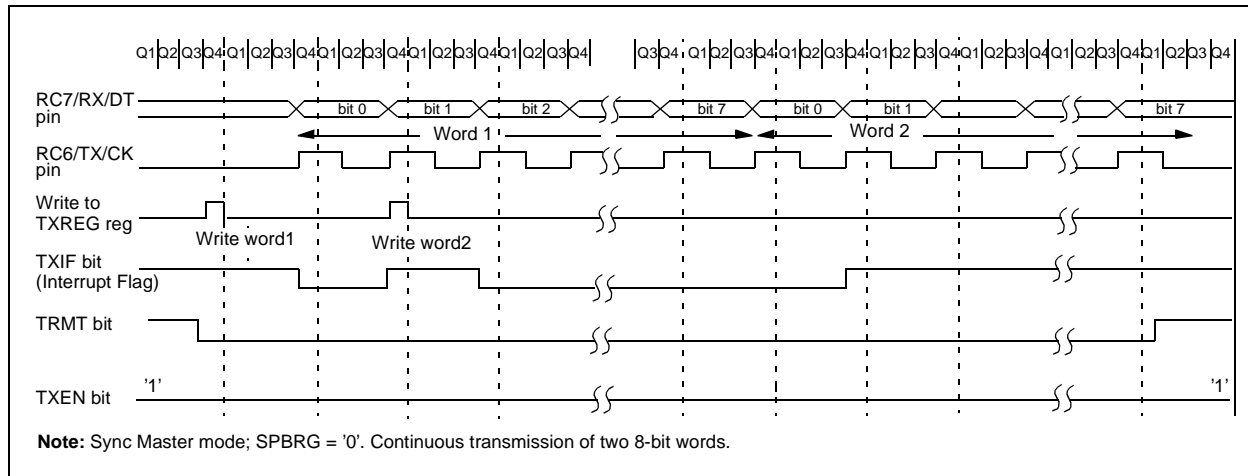 Q1 Q2 Q3 Q4 Q1 Q2 Q3 Q4 Q1 Q2 Q3 Q4 Q1 Q2 Q3 Q4 Q1 Q2 Q3 Q4 Q3 Q4 Q1 Q2 Q3 Q4 Q1 Q2 Q3 Q4 Q1 Q2 Q3 Q4 Q1 Q2 Q3 Q4 Q1 Q2 Q3 Q4 Q1 Q2 Q3 Q4
RC7/RX/DT
pin
bit 0 bit 1 bit 2 bit 7 bit 0 bit 1 bit 7
Word 1 Word 2
RC6/TX/CK
pin
Write to
TXREG reg
Write word1 Write word2
TXIF bit
(Interrupt Flag)
TRMT bit
'1' '1'
TXEN bit
Note: Sync Master mode; SPBRG = '0'. Continuous transmission of two 8-bit words.